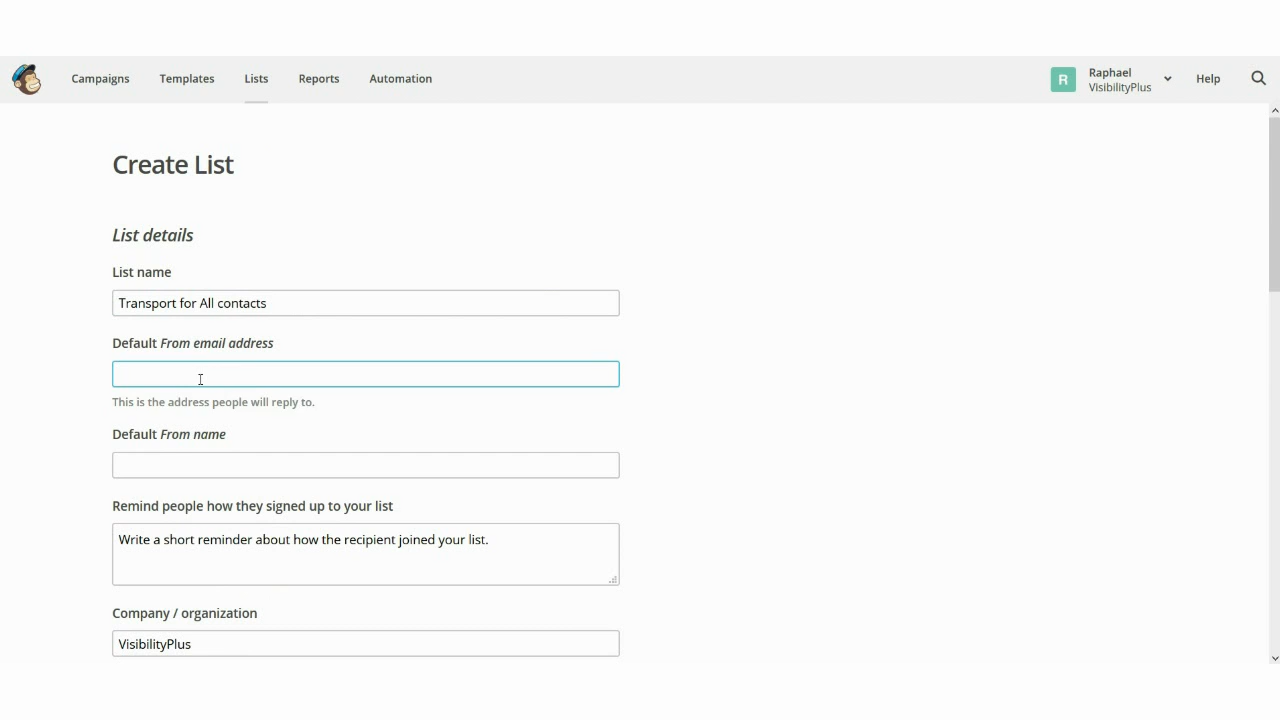 Campaigns Templates Lists Reports Automation
R
Raphael
VisibilityPlus
Help
Create List
List details
List name
Transport for All contacts
Default From email address
This is the address people will reply to.
Default From name
Remind people how they signed up to your list
Write a short reminder about how the recipient joined your list.
Company / organization
VisibilityPlus